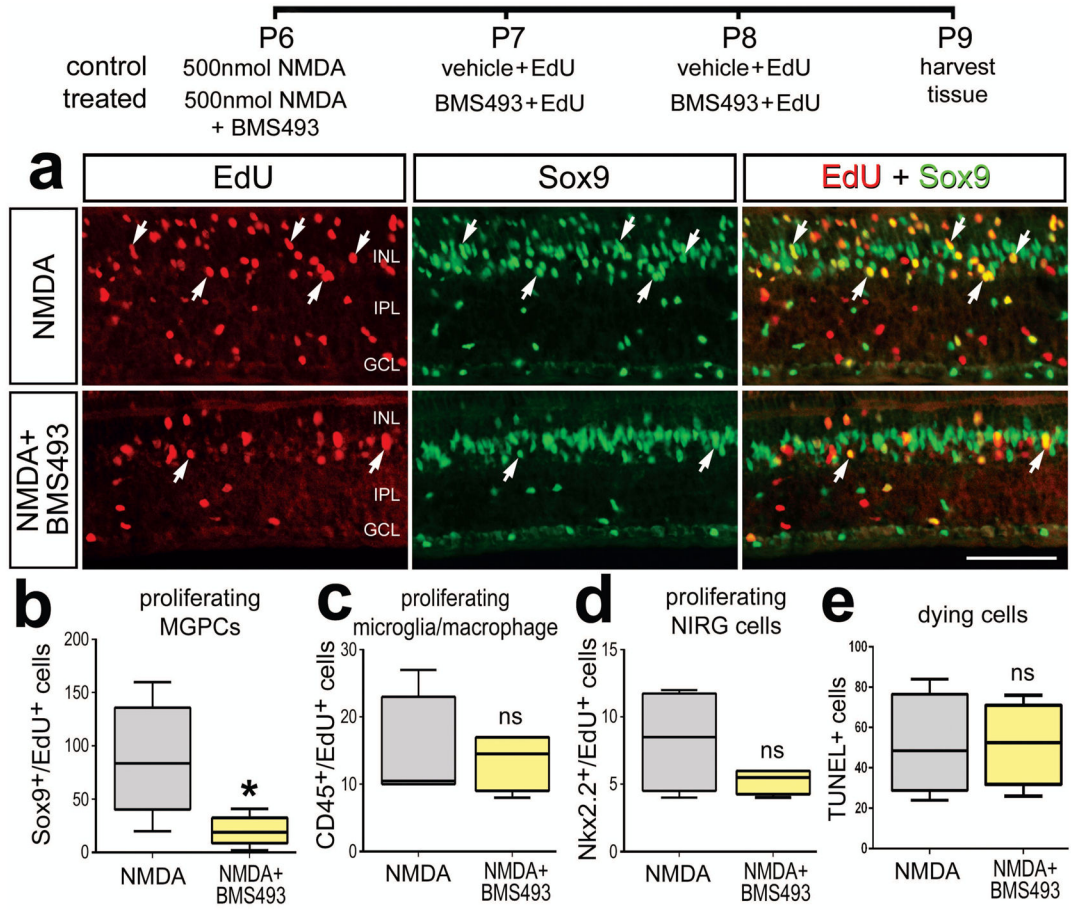 P6 P7 P8 P9
control 500nmol NMDA vehicle+EdU vehicle+EdU harvest
treated 500nmol NMDA BMS493+EdU BMS493+EdU tissue
+ BMS493
a EdU Sox9 EdU + Sox9
NMDA
INL
IPL
GCL
NMDA+
BMS493
INL
IPL
GCL
b proliferating
MGPCs
Sox9+/EdU+ cells
200
150
100
50
0
*
NMDA NMDA+
BMS493
c proliferating
microglia/macrophage
CD45+/EdU+ cells
30
20
10
0
ns
NMDA NMDA+
BMS493
d proliferating
NIRG cells
Nkx2.2+/EdU+ cells
15
10
5
0
ns
NMDA NMDA+
BMS493
e dying cells
TUNEL+ cells
100
80
60
40
20
0
ns
NMDA NMDA+
BMS493